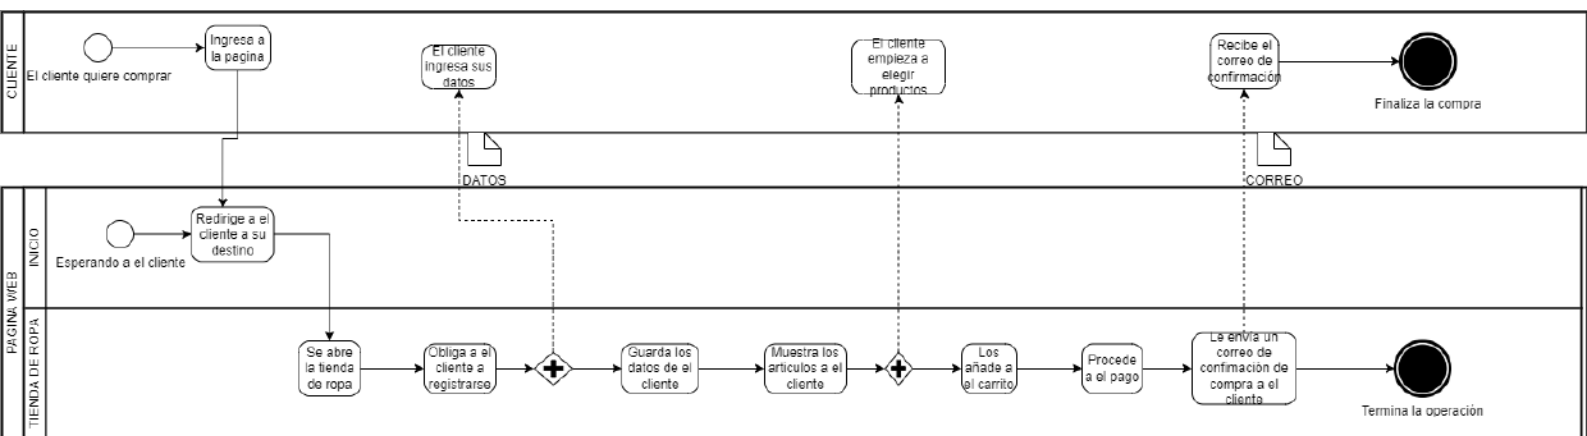 CLIENTE
El cliente quiere comprar
Ingresa a
la pagina
El cliente
ingresa sus
datos
El cliente
empieza a
elegir
productos
Recibe el
correo de
confirmación
Finaliza la compra
DATOS
CORREO
PAGINA WEB
INICIO
Esperando a el cliente
Redirige a el
cliente a su
destino
TIENDA DE ROPA
Se abre
la tienda
de ropa
Obliga a el
cliente a
registrarse
Guarda los
datos de el
cliente
Muestra los
articulos a el
cliente
Los
añade a
el carrito
Procede
a el pago
Le envia un
correo de
confirmación de
compra a el
cliente
Termina la operación